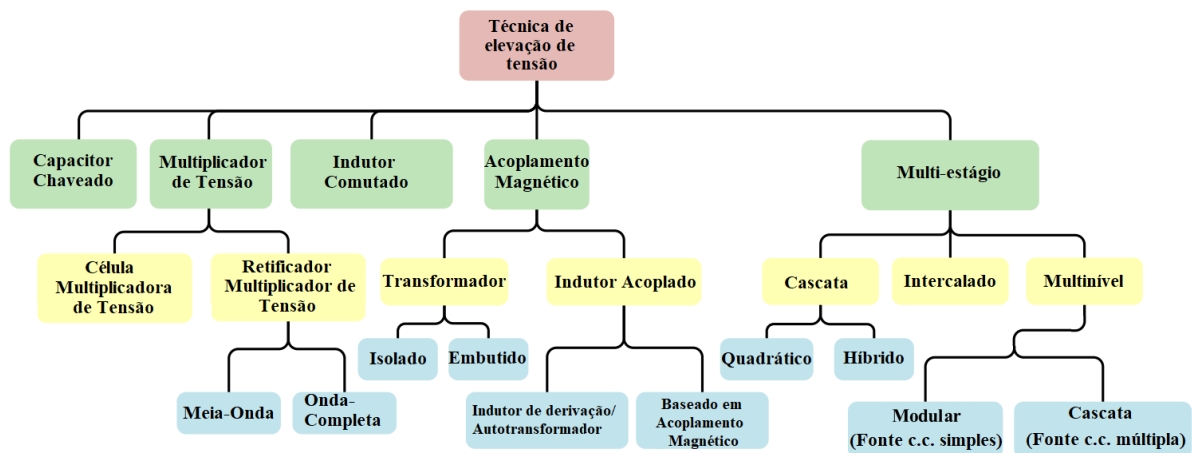 Técnica de
elevação de
tensão
Capacitor
Chaveado
Multiplicador
de Tensão
Indutor
Comutado
Acoplamento
Magnético
Multi-estágio
Célula
Multiplicadora
de Tensão
Retificador
Multiplicador de
Tensão
Transformador
Indutor Acoplado
Cascata
Intercalado
Multinível
Isolado
Embutido
Quadrático
Híbrido
Meia-Onda
Onda-
Completa
Indutor de derivação/
Autotransformador
Baseado em
Acoplamento
Magnético
Modular
(Fonte c.c. simples)
Cascata
(Fonte c.c. múltipla)